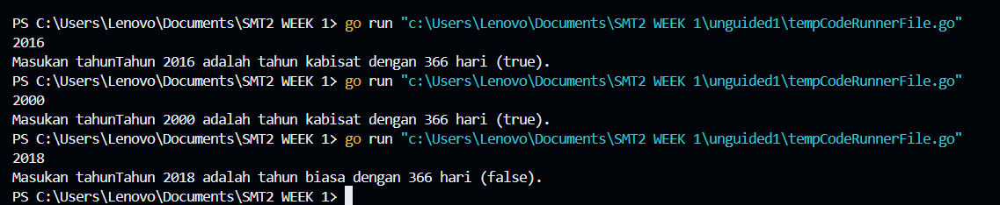 PS C:\Users\Lenovo\Documents\SMT2 WEEK 1> go run "c:\Users\Lenovo\Documents\SMT2 WEEK 1\unguided1\tempCodeRunnerFile.go"
2016
Masukan tahunTahun 2016 adalah tahun kabisat dengan 366 hari (true).
PS C:\Users\Lenovo\Documents\SMT2 WEEK 1> go run "c:\Users\Lenovo\Documents\SMT2 WEEK 1\unguided1\tempCodeRunnerFile.go"
2000
Masukan tahunTahun 2000 adalah tahun kabisat dengan 366 hari (true).
PS C:\Users\Lenovo\Documents\SMT2 WEEK 1> go run "c:\Users\Lenovo\Documents\SMT2 WEEK 1\unguided1\tempCodeRunnerFile.go"
2018
Masukan tahunTahun 2018 adalah tahun biasa dengan 366 hari (false).
PS C:\Users\Lenovo\Documents\SMT2 WEEK 1>